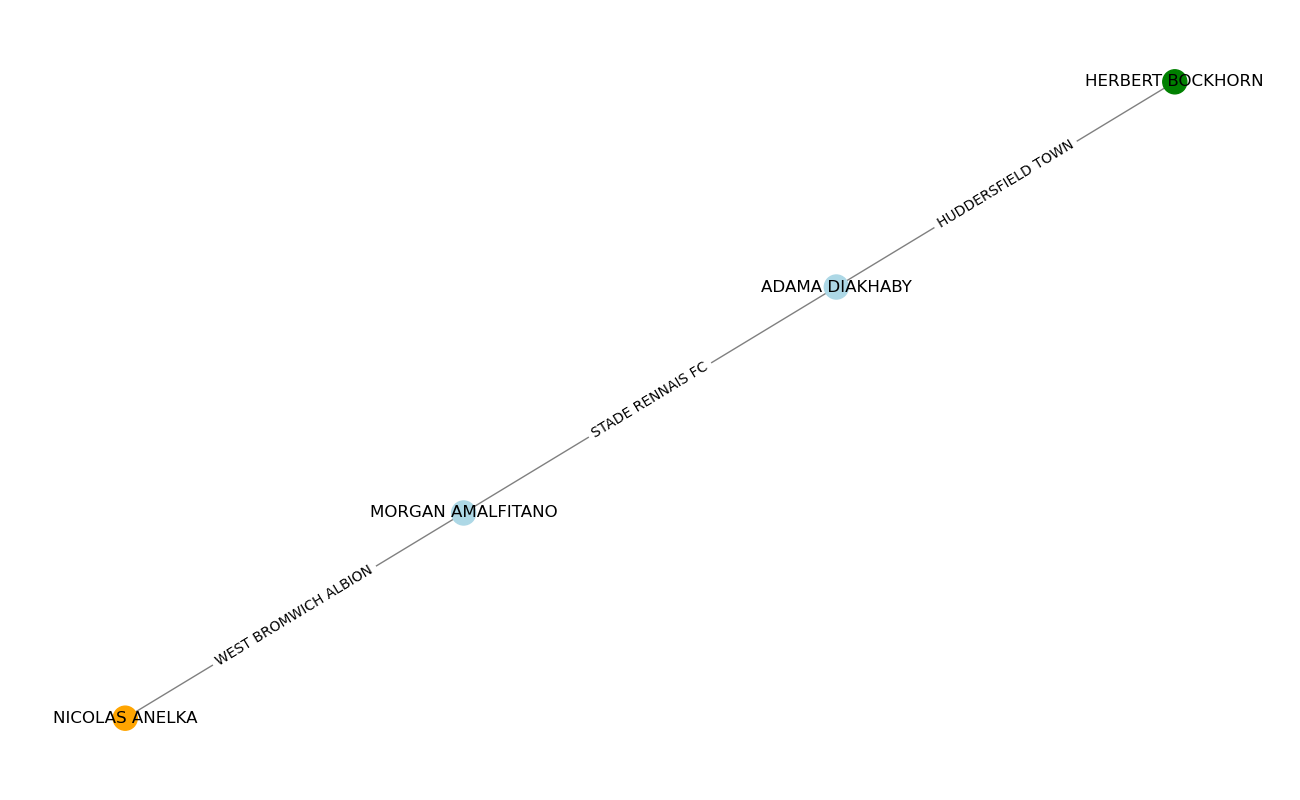 HERBERT BOCKHORN
HUDDERSFIELD TOWN
ADAMA DIAKHABY
STADE RENNAIS FC
MORGAN AMALFITANO
WEST BROMWICH ALBION
NICOLAS ANELKA